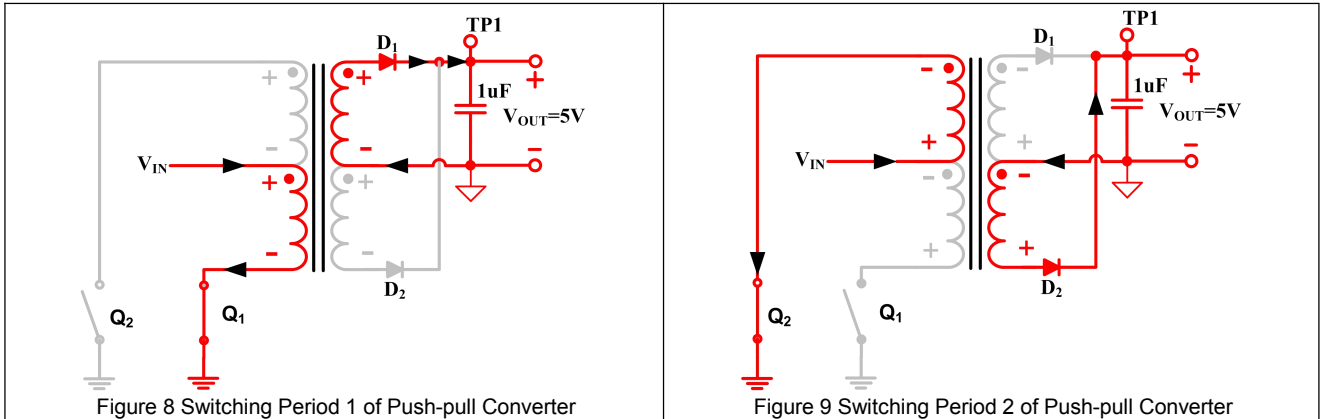 TP1
D1
+
+
+
1uF
VOUT=5V
-
-
-
VIN
+
+
-
-
D2
Q2
Q1
Figure 8 Switching Period 1 of Push-pull Converter
TP1
D1
-
-
+
1uF
VOUT=5V
+
+
-
VIN
-
-
+
+
D2
Q2
Q1
Figure 9 Switching Period 2 of Push-pull Converter